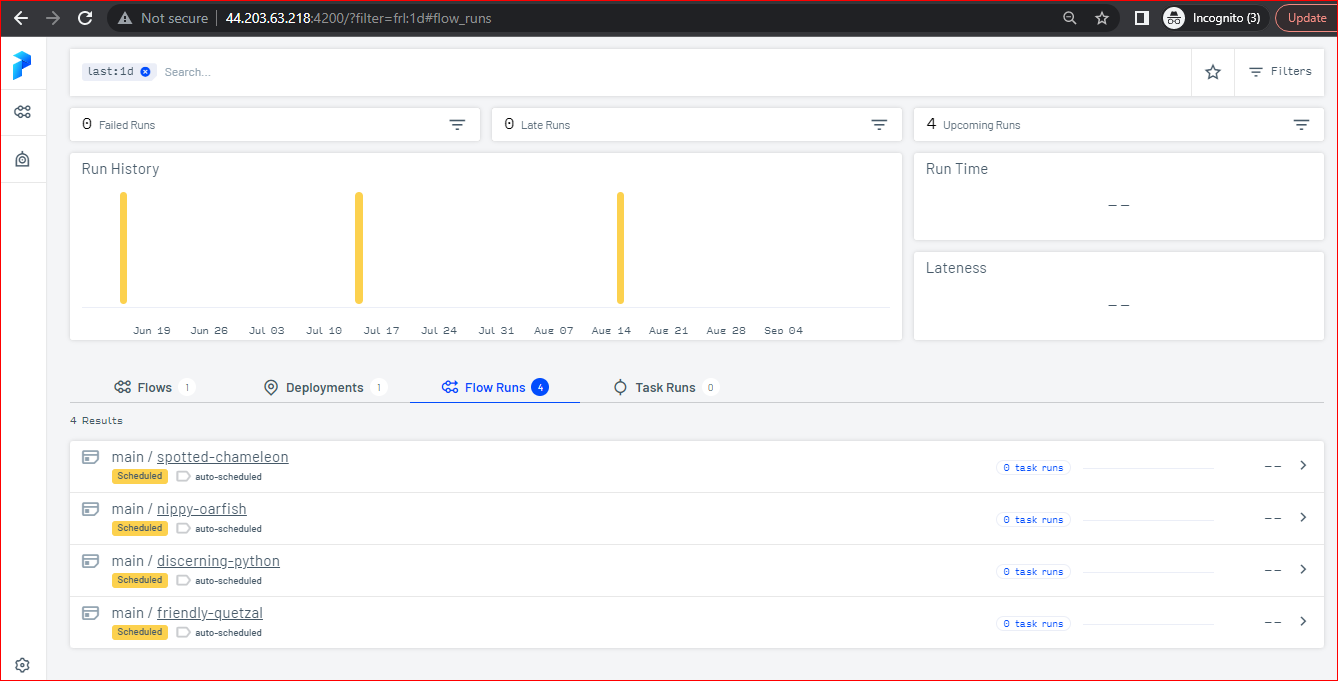 Not secure 44.203.63.218:4200/?filter=frl:1d#flow_runs Incognito (3) Update
last:1d Search... Filters
0 Failed Runs 0 Late Runs 4 Upcoming Runs
Run History
Run Time
--
Lateness
--
Jun 19 Jun 26 Jul 03 Jul 10 Jul 17 Jul 24 Jul 31 Aug 07 Aug 14 Aug 21 Aug 28 Sep 04
Flows 1 Deployments 1 Flow Runs 4 Task Runs 0
4 Results
main / spotted-chameleon
Scheduled auto-scheduled 0 task runs --
main / nippy-oarfish
Scheduled auto-scheduled 0 task runs --
main / discerning-python
Scheduled auto-scheduled 0 task runs --
main / friendly-quetzal
Scheduled auto-scheduled 0 task runs --